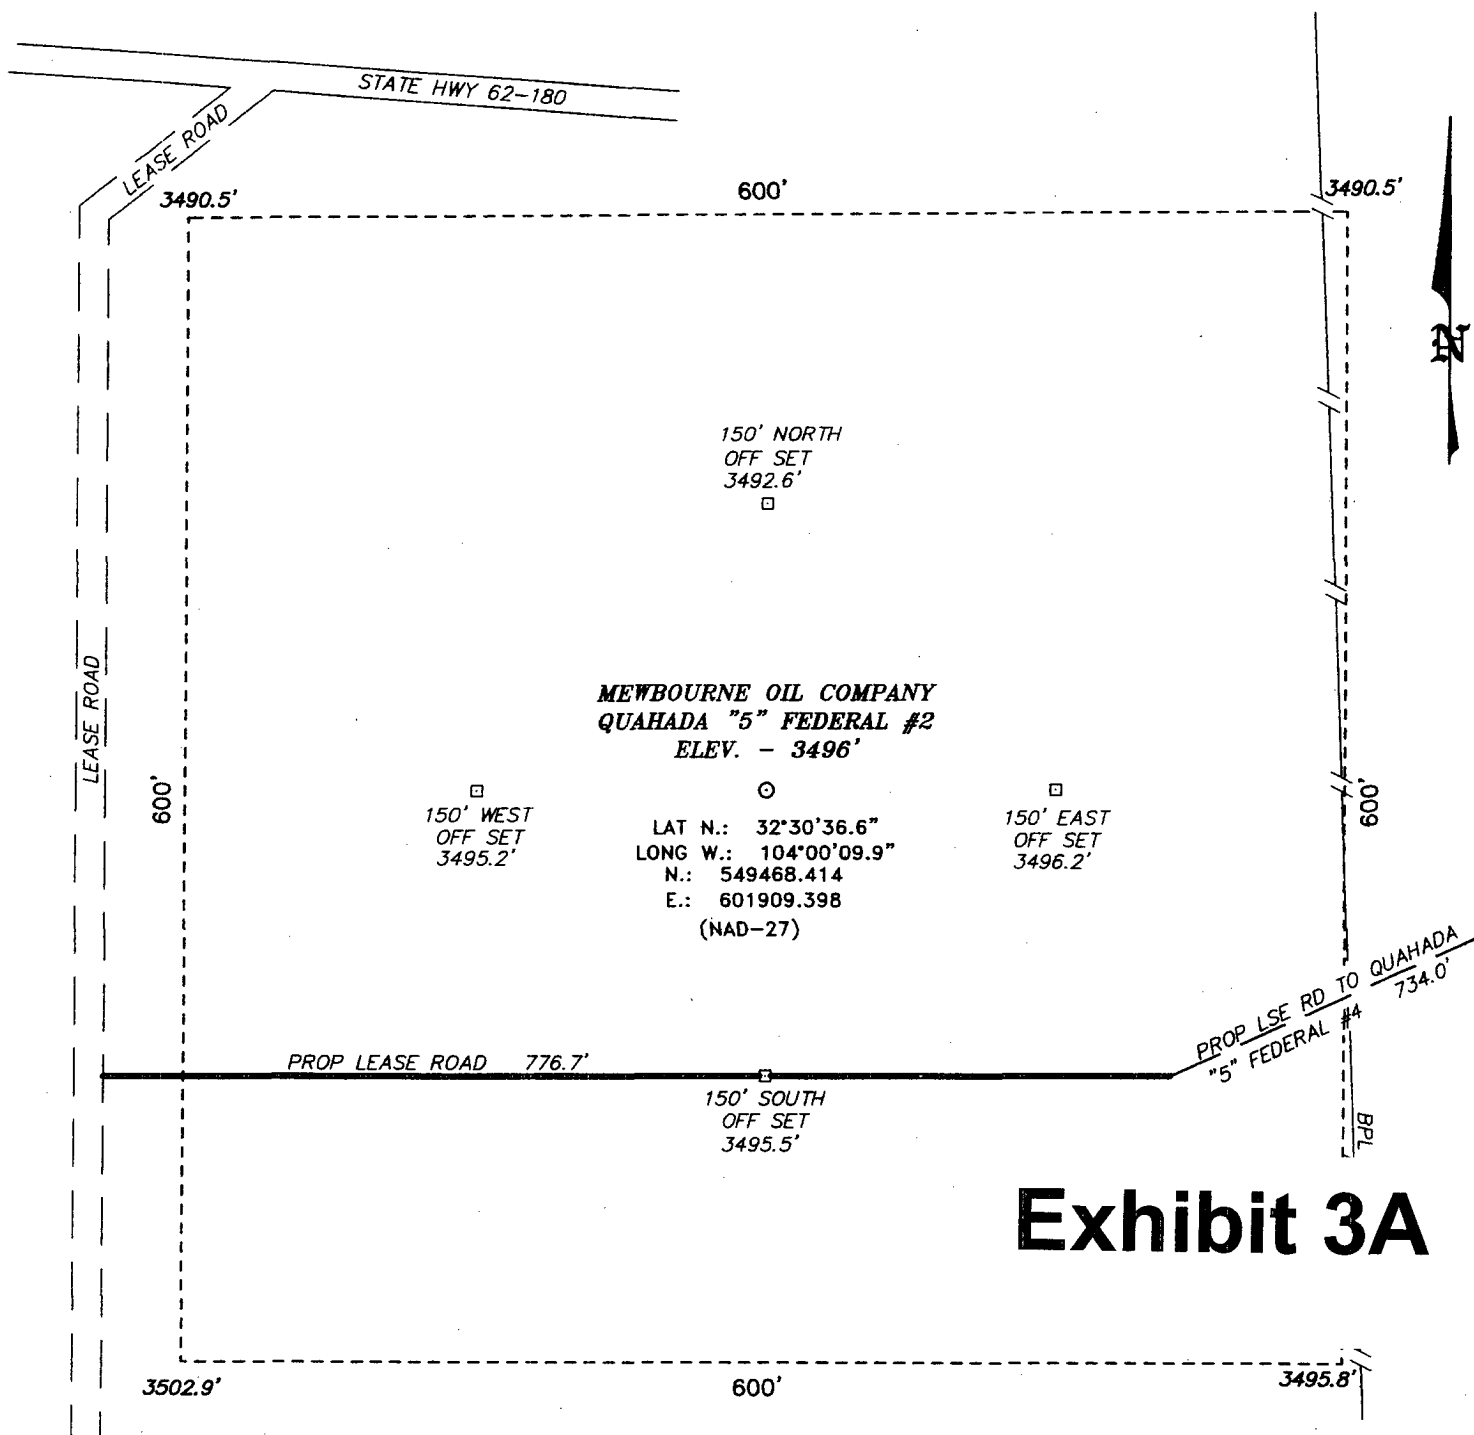 STATE HWY 62-180
LEASE ROAD
3490.5'
600'
3490.5'
N
150' NORTH
OFF SET
3492.6'
LEASE ROAD
MEWBOURNE OIL COMPANY
QUAHADA "5" FEDERAL #2
ELEV. - 3496'
600'
150' WEST
OFF SET
3495.2'
LAT N.: 32°30'36.6"
LONG W.: 104°00'09.9"
N.: 549468.414
E.: 601909.398
(NAD-27)
150' EAST
OFF SET
3496.2'
600'
PROP LSE RD TO QUAHADA
"5" FEDERAL #4 734.0'
PROP LEASE ROAD 776.7'
150' SOUTH
OFF SET
3495.5'
BPL
Exhibit 3A
3502.9'
600'
3495.8'